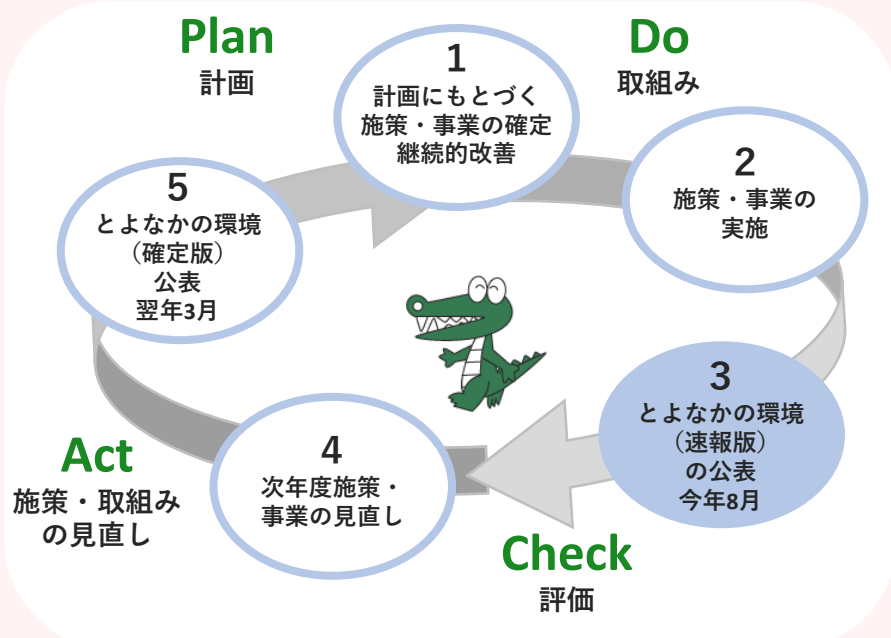 Plan
計画
Do
取組み
1
計画にもとづく
施策・事業の確定
継続的改善
2
施策・事業の
実施
3
とよなかの環境
（速報版）
の公表
今年8月
Check
評価
4
次年度施策・
事業の見直し
Act
施策・取組み
の見直し
5
とよなかの環境
（確定版）
公表
翌年3月